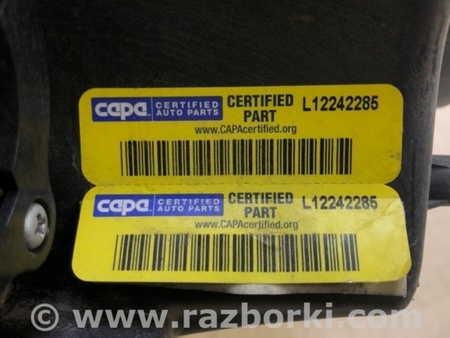 capa. CERTIFIED AUTO PARTS CERTIFIED PART L12242285
www.CAPAcertified.org
capa. CERTIFIED AUTO PARTS CERTIFIED PART L12242285
www.CAPAcertified.org
www.razborki.com